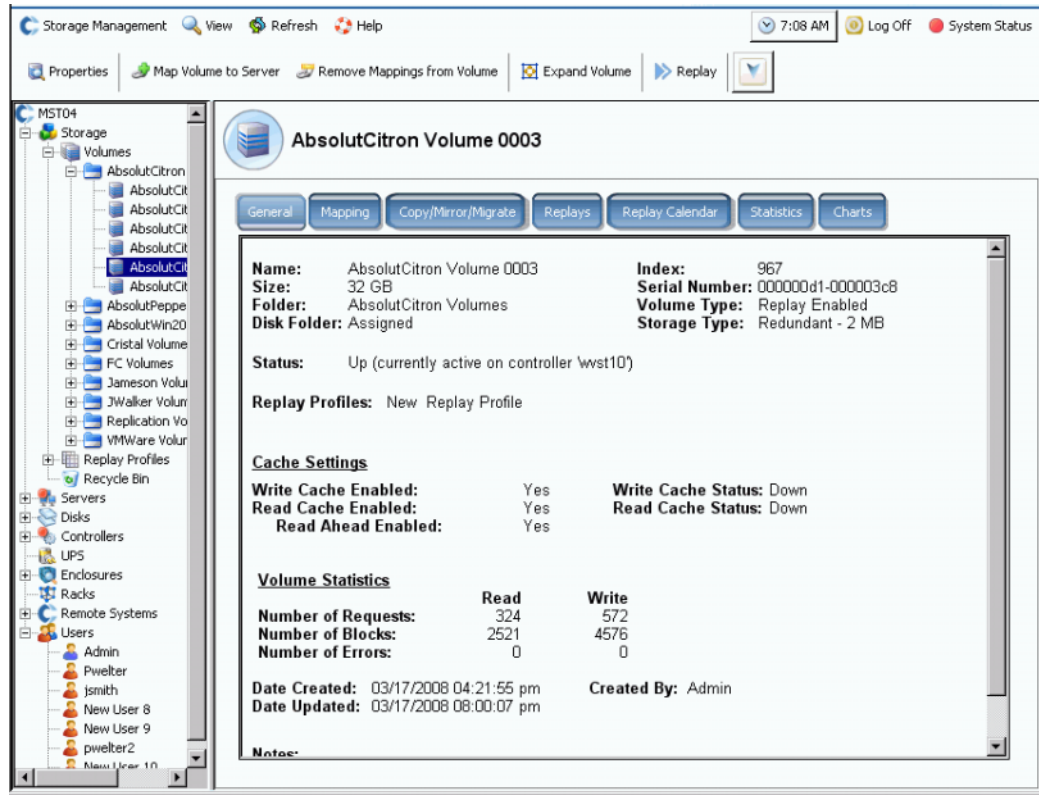 Storage Management View Refresh Help 7:08 AM Log Off System Status
Properties Map Volume to Server Remove Mappings from Volume Expand Volume Replay
MST04
Storage
Volumes
AbsolutCitron
AbsolutCit
AbsolutCit
AbsolutCit
AbsolutCit
AbsolutCit
AbsolutCit
AbsolutPeppe
AbsolutWin20
Cristal Volume
FC Volumes
Jameson Volu
JWalker Volum
Replication Vo
VMWare Volur
Replay Profiles
Recycle Bin
Servers
Disks
Controllers
UPS
Enclosures
Racks
Remote Systems
Users
Admin
Pwelter
jsmith
New User 8
New User 9
pwelter2
New User 10
AbsolutCitron Volume 0003
General Mapping Copy/Mirror/Migrate Replays Replay Calendar Statistics Charts
Name: AbsolutCitron Volume 0003 Index: 967
Size: 32 GB Serial Number: 000000d1-000003c8
Folder: AbsolutCitron Volumes Volume Type: Replay Enabled
Disk Folder: Assigned Storage Type: Redundant - 2 MB
Status: Up (currently active on controller 'wvst10')
Replay Profiles: New Replay Profile
Cache Settings
Write Cache Enabled: Yes Write Cache Status: Down
Read Cache Enabled: Yes Read Cache Status: Down
Read Ahead Enabled: Yes
Volume Statistics
Read Write
Number of Requests: 324 572
Number of Blocks: 2521 4576
Number of Errors: 0 0
Date Created: 03/17/2008 04:21:55 pm Created By: Admin
Date Updated: 03/17/2008 08:00:07 pm
Notes: